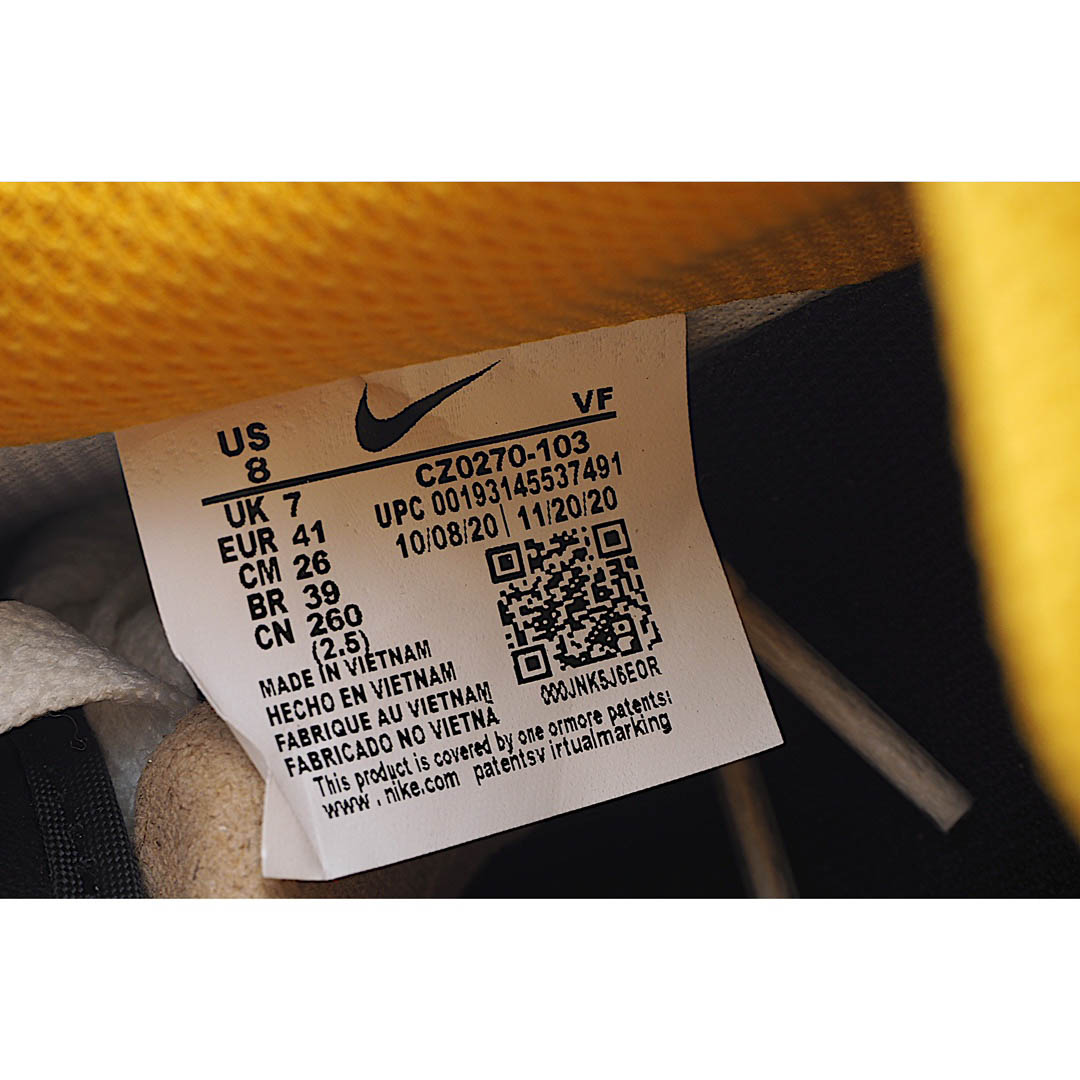 US 8
VF
CZ0270-103
UPC 00193145537491
10/08/20 | 11/20/20
UK 7
EUR 41
CM 26
BR 39
CN 260
(2.5)
MADE IN VIETNAM
HECHO EN VIETNAM
FABRIQUE AU VIETNAM
FABRICADO NO VIETNÃ
000JNK5J6EOR
This product is covered by one ormore patents:
www . nike.com patentsv irtualmarking